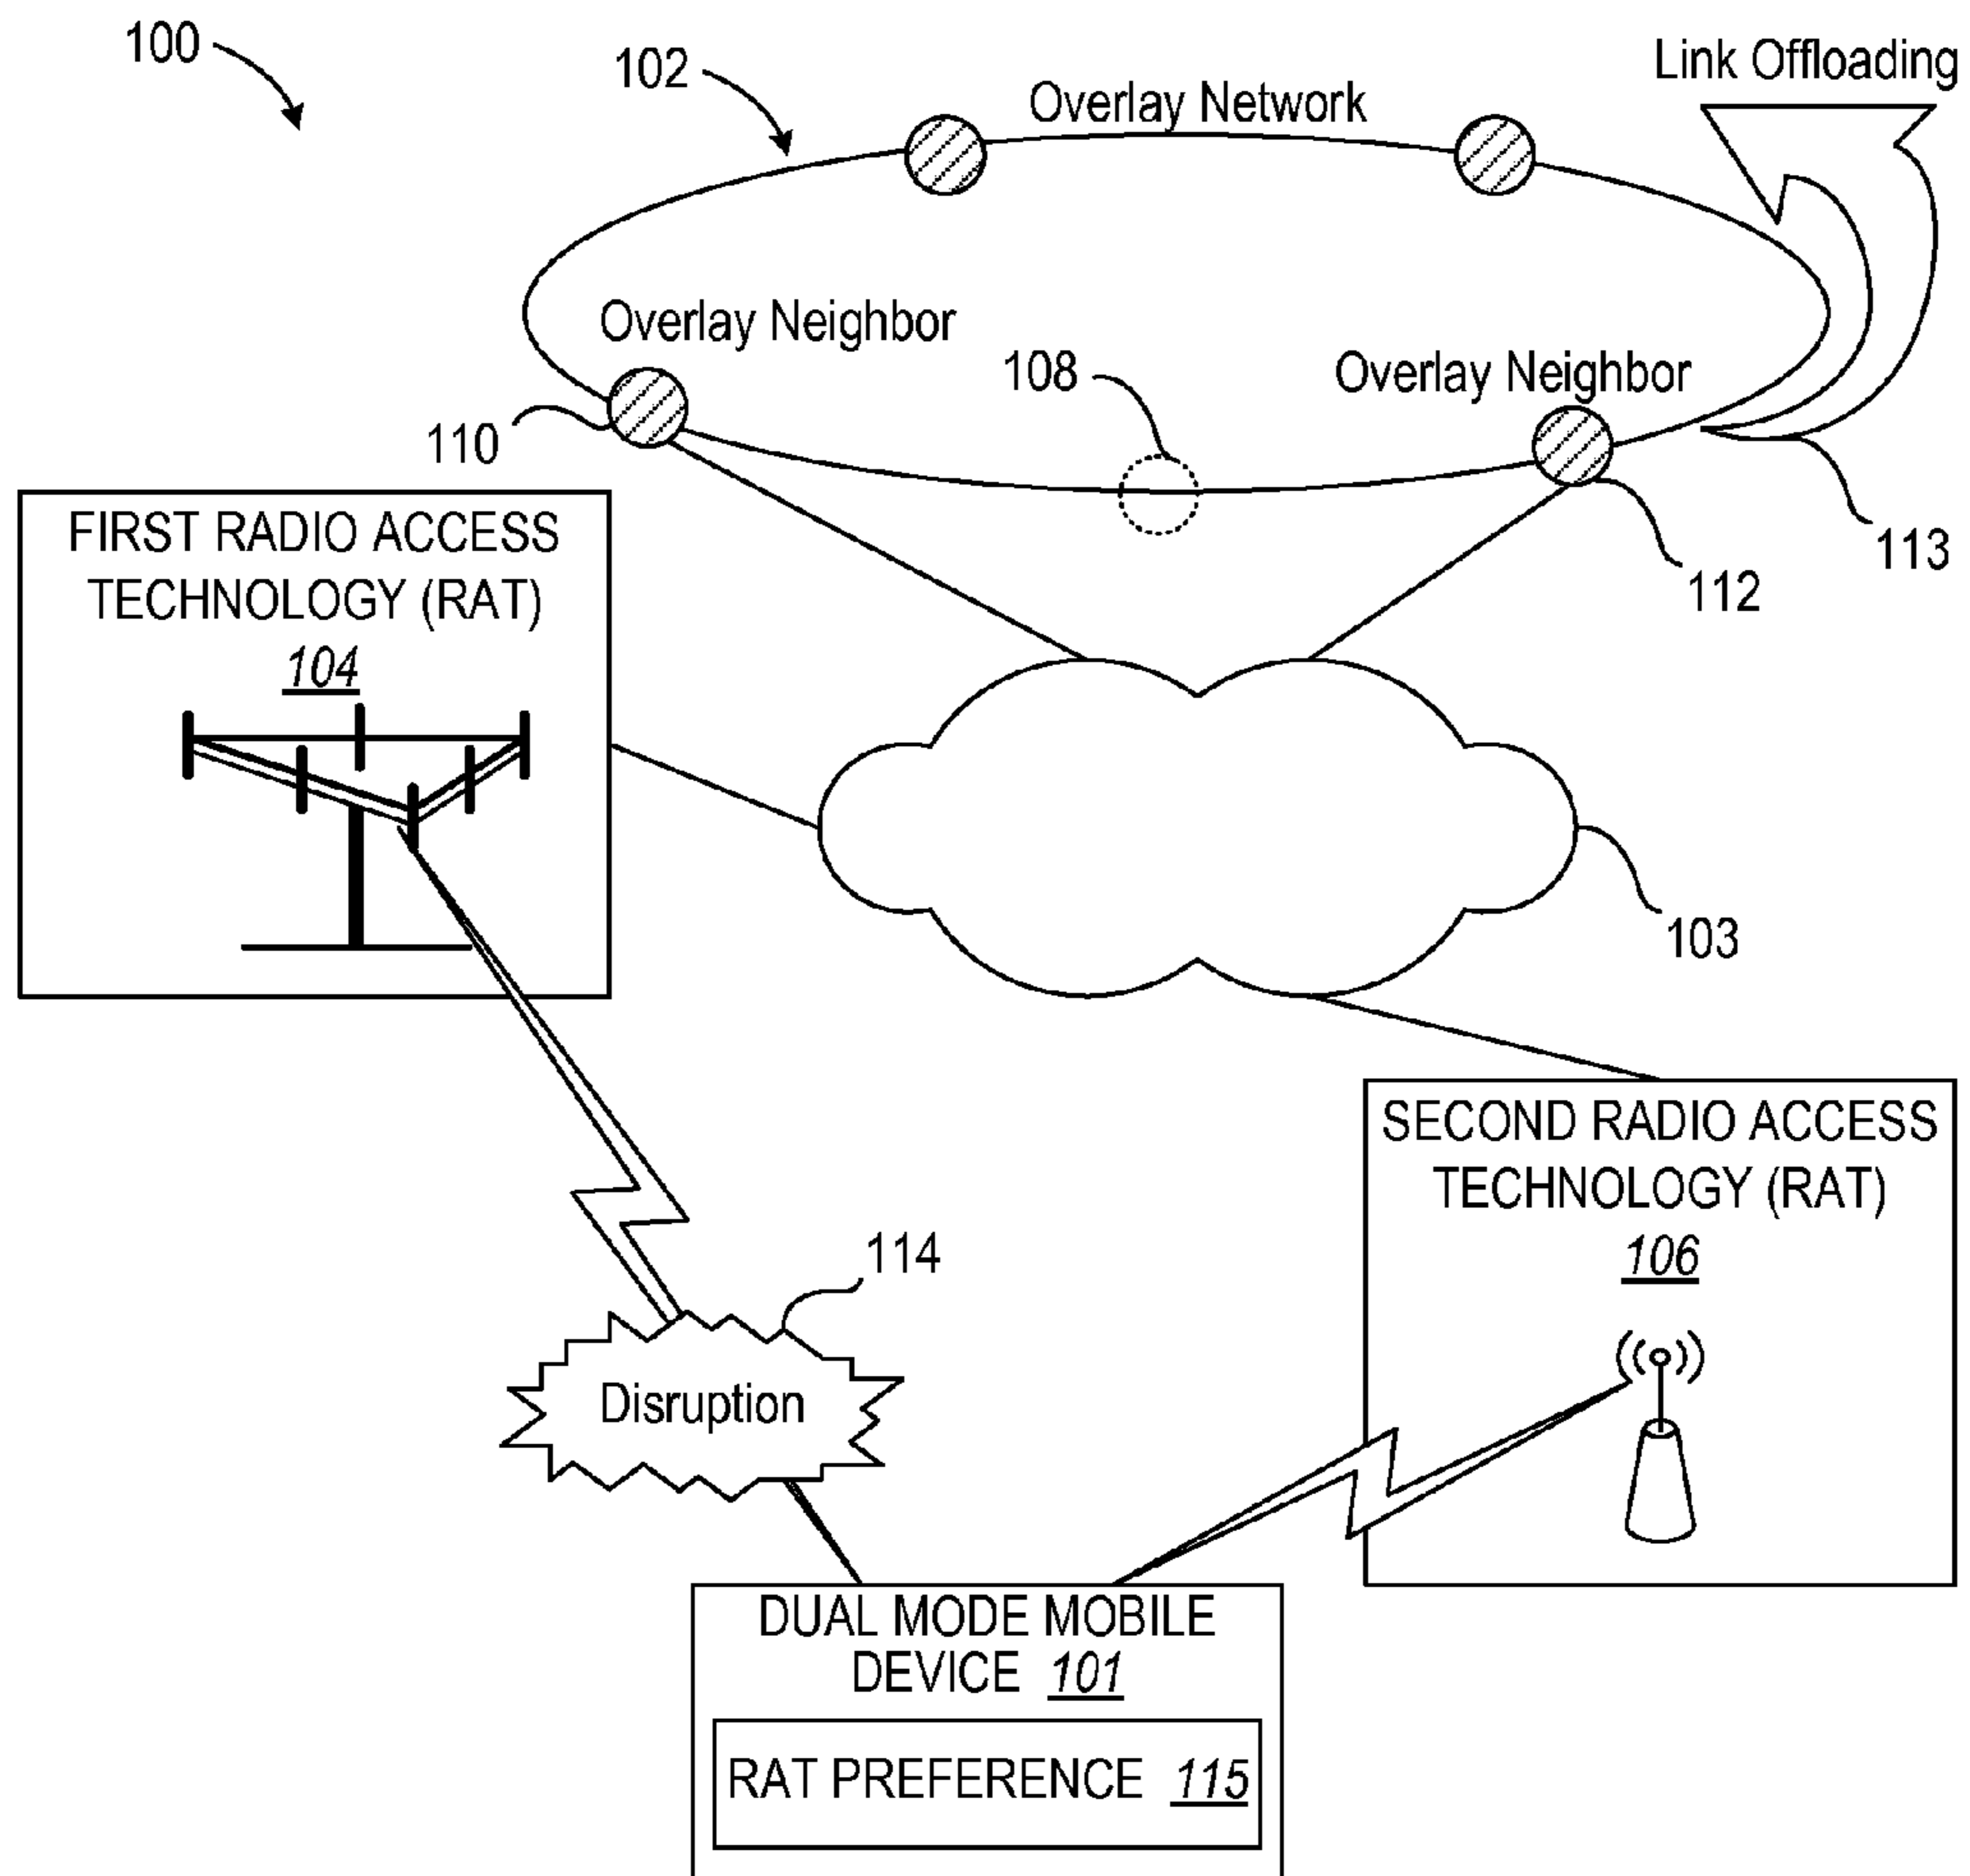 100
102
Overlay Network
Link Offloading
Overlay Neighbor
108
Overlay Neighbor
110
112
113
FIRST RADIO ACCESS
TECHNOLOGY (RAT)
104
103
SECOND RADIO ACCESS
TECHNOLOGY (RAT)
106
114
Disruption
DUAL MODE MOBILE
DEVICE 101
RAT PREFERENCE 115